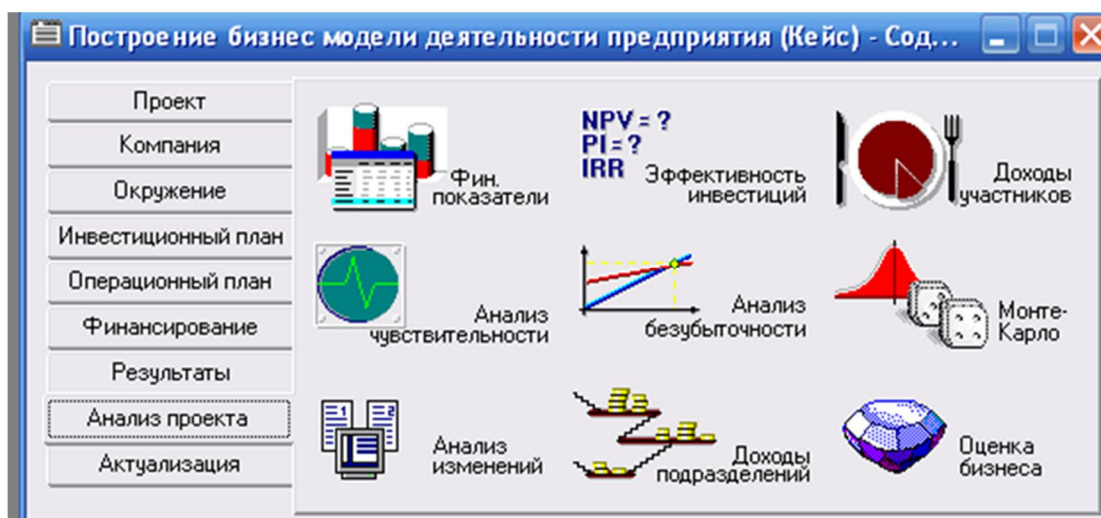 Построение бизнес модели деятельности предприятия (Кейс) - Сод...
Проект
Компания
Окружение
Инвестиционный план
Операционный план
Финансирование
Результаты
Анализ проекта
Актуализация
Фин.
показатели
NPV = ?
PI = ?
IRR
Эффективность
инвестиций
Доходы
участников
Анализ
чувствительности
Анализ
безубыточности
Монте-
Карло
1
2
Анализ
изменений
Доходы
подразделений
Оценка
бизнеса